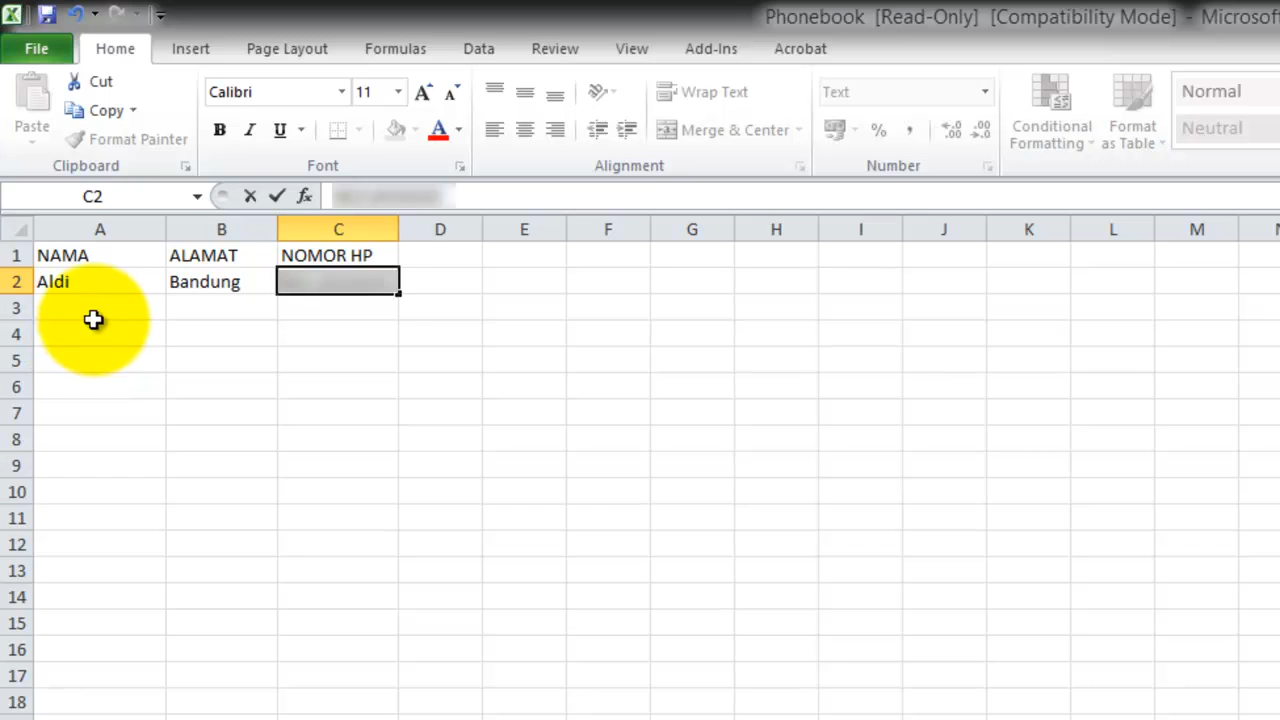 Phonebook [Read-Only] [Compatibility Mode] - Microsoft
File Home Insert Page Layout Formulas Data Review View Add-Ins Acrobat
Paste
Cut
Copy
Format Painter
Clipboard
Calibri 11
B I U A
Font
Wrap Text
Merge & Center
Alignment
Text
% ,
Number
Conditional Formatting
Format as Table
Normal
Neutral
C2 fx
A B C D E F G H I J K L M
1 NAMA ALAMAT NOMOR HP
2 Aldi Bandung
3
4
5
6
7
8
9
10
11
12
13
14
15
16
17
18